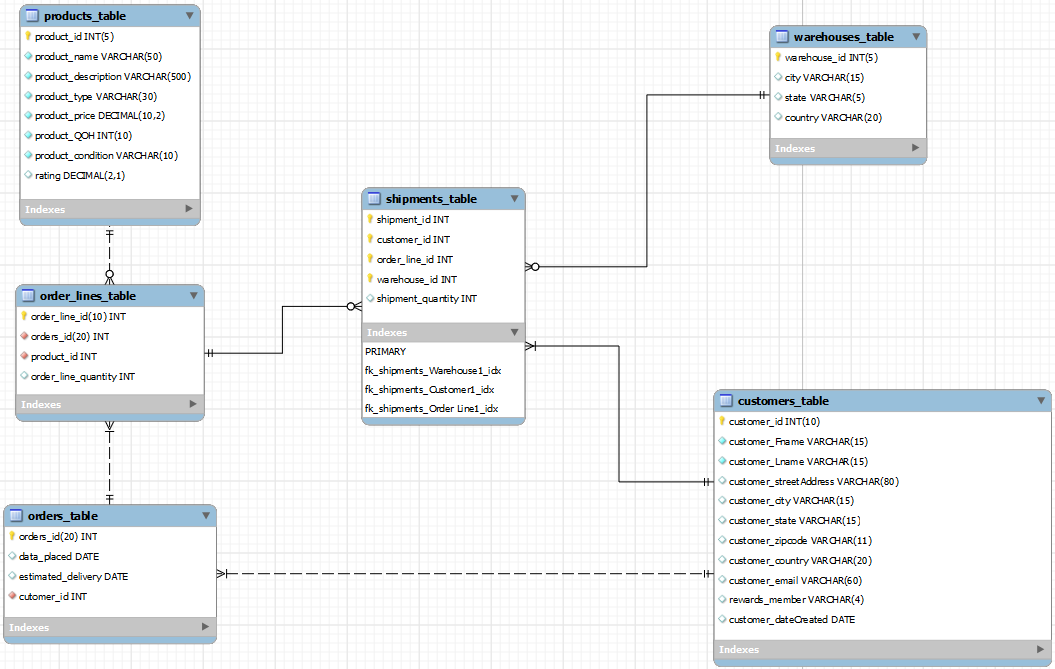 products_table
product_id INT(5)
product_name VARCHAR(50)
product_description VARCHAR(500)
product_type VARCHAR(30)
product_price DECIMAL(10,2)
product_QOH INT(10)
product_condition VARCHAR(10)
rating DECIMAL(2,1)
Indexes
warehouses_table
warehouse_id INT(5)
city VARCHAR(15)
state VARCHAR(5)
country VARCHAR(20)
Indexes
shipments_table
shipment_id INT
customer_id INT
order_line_id INT
warehouse_id INT
shipment_quantity INT
Indexes
PRIMARY
fk_shipments_Warehouse1_idx
fk_shipments_Customer1_idx
fk_shipments_Order Line1_idx
order_lines_table
order_line_id(10) INT
orders_id(20) INT
product_id INT
order_line_quantity INT
Indexes
customers_table
customer_id INT(10)
customer_Fname VARCHAR(15)
customer_Lname VARCHAR(15)
customer_streetAddress VARCHAR(80)
customer_city VARCHAR(15)
customer_state VARCHAR(15)
customer_zipcode VARCHAR(11)
customer_country VARCHAR(20)
customer_email VARCHAR(60)
rewards_member VARCHAR(4)
customer_dateCreated DATE
Indexes
orders_table
orders_id(20) INT
data_placed DATE
estimated_delivery DATE
cutomer_id INT
Indexes